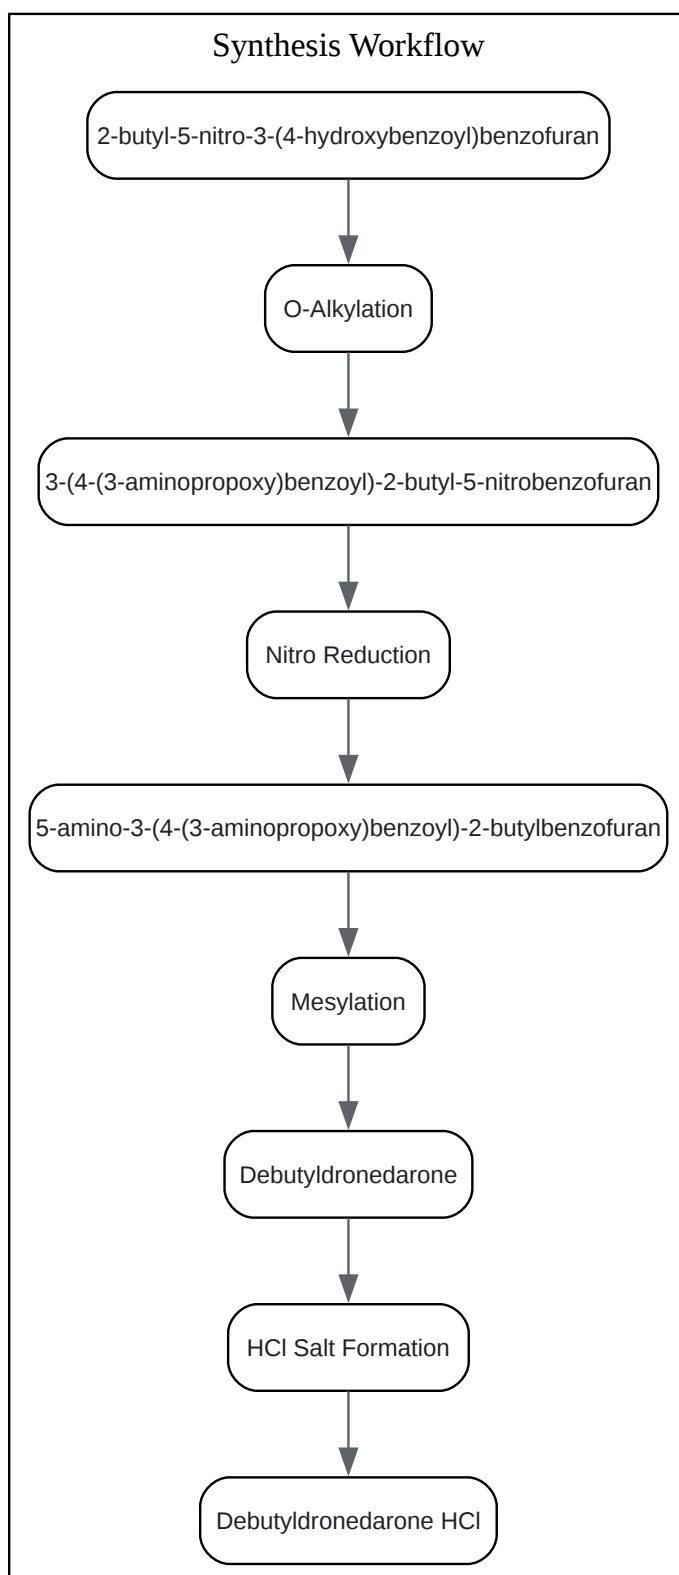 Synthesis Workflow
2-butyl-5-nitro-3-(4-hydroxybenzoyl)benzofuran
O-Alkylation
3-(4-(3-aminopropoxy)benzoyl)-2-butyl-5-nitrobenzofuran
Nitro Reduction
5-amino-3-(4-(3-aminopropoxy)benzoyl)-2-butylbenzofuran
Mesylation
Debutyldronedarone
HCl Salt Formation
Debutyldronedarone HCl